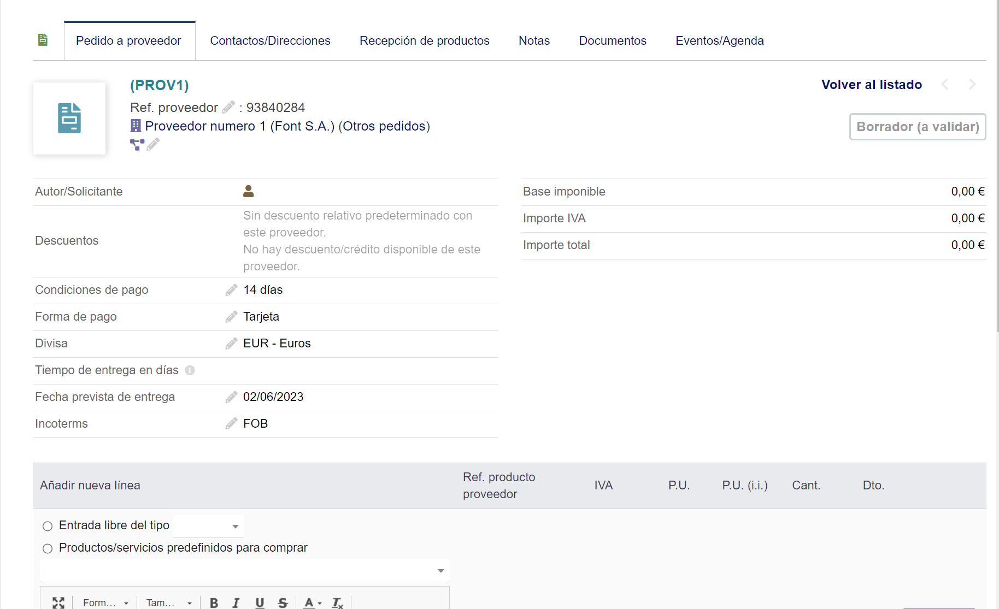 Pedido a proveedor
Contactos/Direcciones
Recepción de productos
Notas
Documentos
Eventos/Agenda
(PROV1)
Volver al listado
Ref. proveedor : 93840284
Proveedor numero 1 (Font S.A.) (Otros pedidos)
Borrador (a validar)
Autor/Solicitante
Descuentos
Sin descuento relativo predeterminado con
este proveedor.
No hay descuento/crédito disponible de este
proveedor.
Condiciones de pago 14 días
Forma de pago Tarjeta
Divisa EUR - Euros
Tiempo de entrega en días
Fecha prevista de entrega 02/06/2023
Incoterms FOB
Base imponible 0,00 €
Importe IVA 0,00 €
Importe total 0,00 €
Añadir nueva línea
Ref. producto
proveedor
IVA
P.U.
P.U. (i.i.)
Cant.
Dto.
Entrada libre del tipo
Productos/servicios predefinidos para comprar
Form...
Tam...
B I U S A Tx